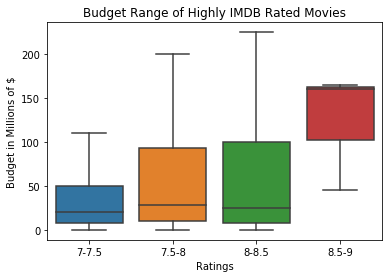 Budget Range of Highly IMDB Rated Movies
Budget in Millions of $
200
150
100
50
0
7-7.5 7.5-8 8-8.5 8.5-9
Ratings